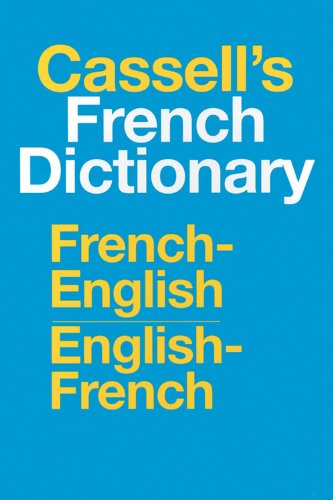 Cassell's
French
Dictionary
French-
English
English-
French